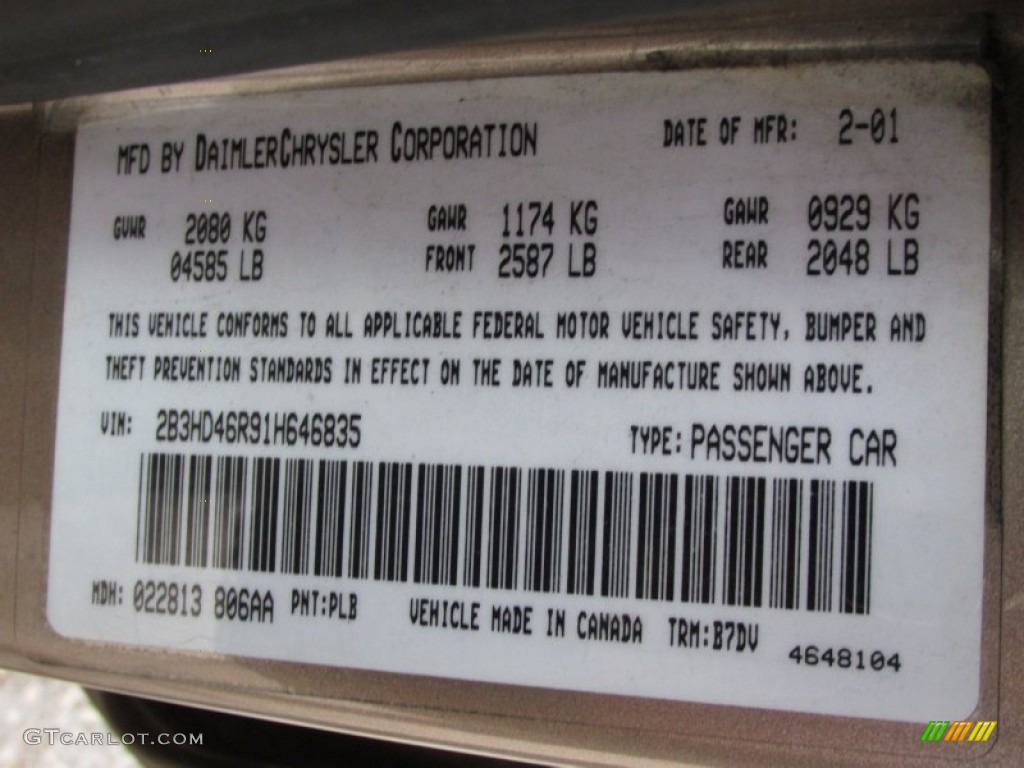 MFD BY DAIMLERCHRYSLER CORPORATION DATE OF MFR: 2-01
GVWR 2080 KG GAWR 1174 KG GAWR 0929 KG
04585 LB FRONT 2587 LB REAR 2048 LB
THIS VEHICLE CONFORMS TO ALL APPLICABLE FEDERAL MOTOR VEHICLE SAFETY, BUMPER AND
THEFT PREVENTION STANDARDS IN EFFECT ON THE DATE OF MANUFACTURE SHOWN ABOVE.
VIN: 2B3HD46R91H646835 TYPE: PASSENGER CAR
MDH: 022813 806AA PNT:PLB VEHICLE MADE IN CANADA TRM:B7DV 4648104
GTCARLOT.COM